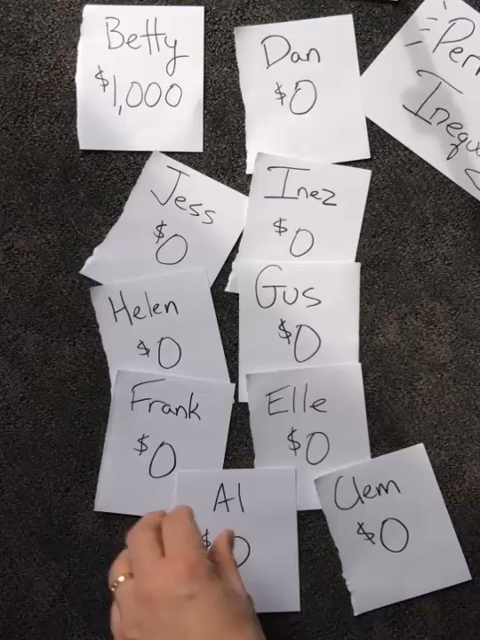 Betty
$1,000
Dan
$0
Jess
$0
Inez
$0
Helen
$0
Gus
$0
Frank
$0
Elle
$0
Al
$0
Clem
$0